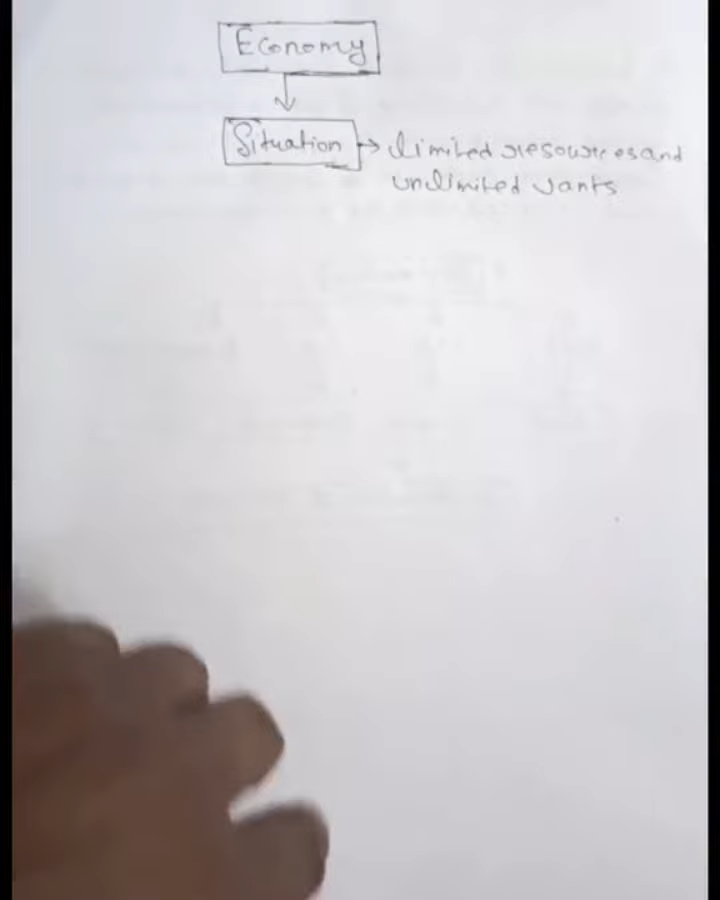 Economy
Situation → limited resources and
unlimited wants